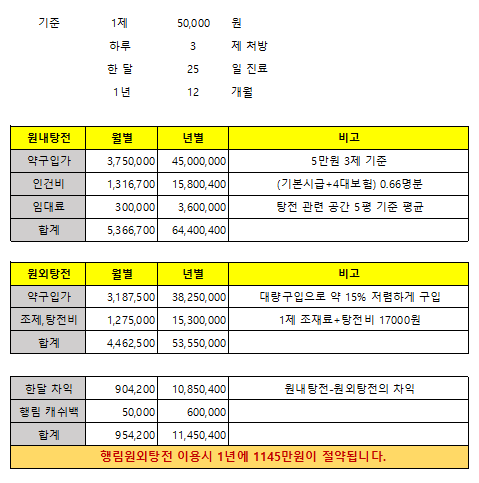 기준 1제 50,000 원
하루 3 제 처방
한 달 25 일 진료
1년 12 개월
원내탕전 월별 년별 비고
약구입가 3,750,000 45,000,000 5만원 3제 기준
인건비 1,316,700 15,800,400 (기본시급+4대보험) 0.66명분
임대료 300,000 3,600,000 탕전 관련 공간 5평 기준 평균
합계 5,366,700 64,400,400
원외탕전 월별 년별 비고
약구입가 3,187,500 38,250,000 대량구입으로 약 15% 저렴하게 구입
조제,탕전비 1,275,000 15,300,000 1제 조재료+탕전비 17000원
합계 4,462,500 53,550,000
한달 차익 904,200 10,850,400 원내탕전-원외탕전의 차익
행림 캐쉬백 50,000 600,000
합계 954,200 11,450,400
행림원외탕전 이용시 1년에 1145만원이 절약됩니다.